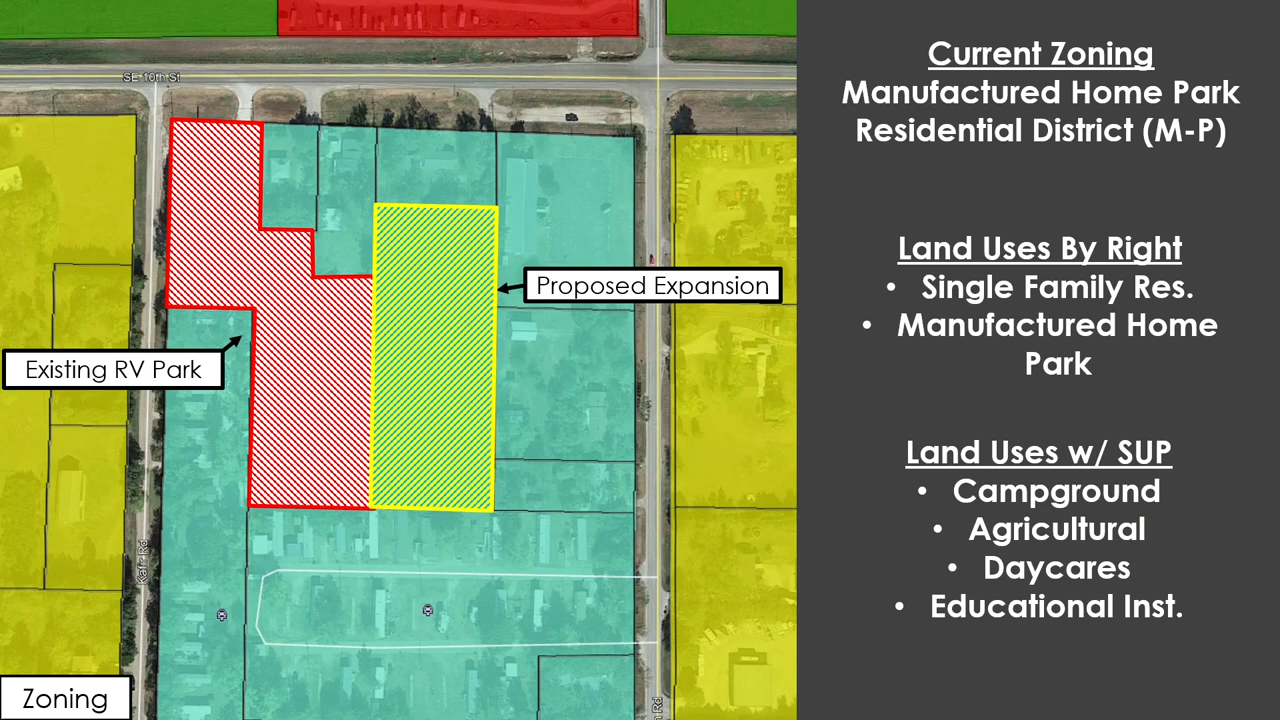 SE 10th St
Proposed Expansion
Existing RV Park
Zoning
Current Zoning
Manufactured Home Park
Residential District (M-P)
Land Uses By Right
• Single Family Res.
• Manufactured Home
Park
Land Uses w/ SUP
• Campground
• Agricultural
• Daycares
• Educational Inst.